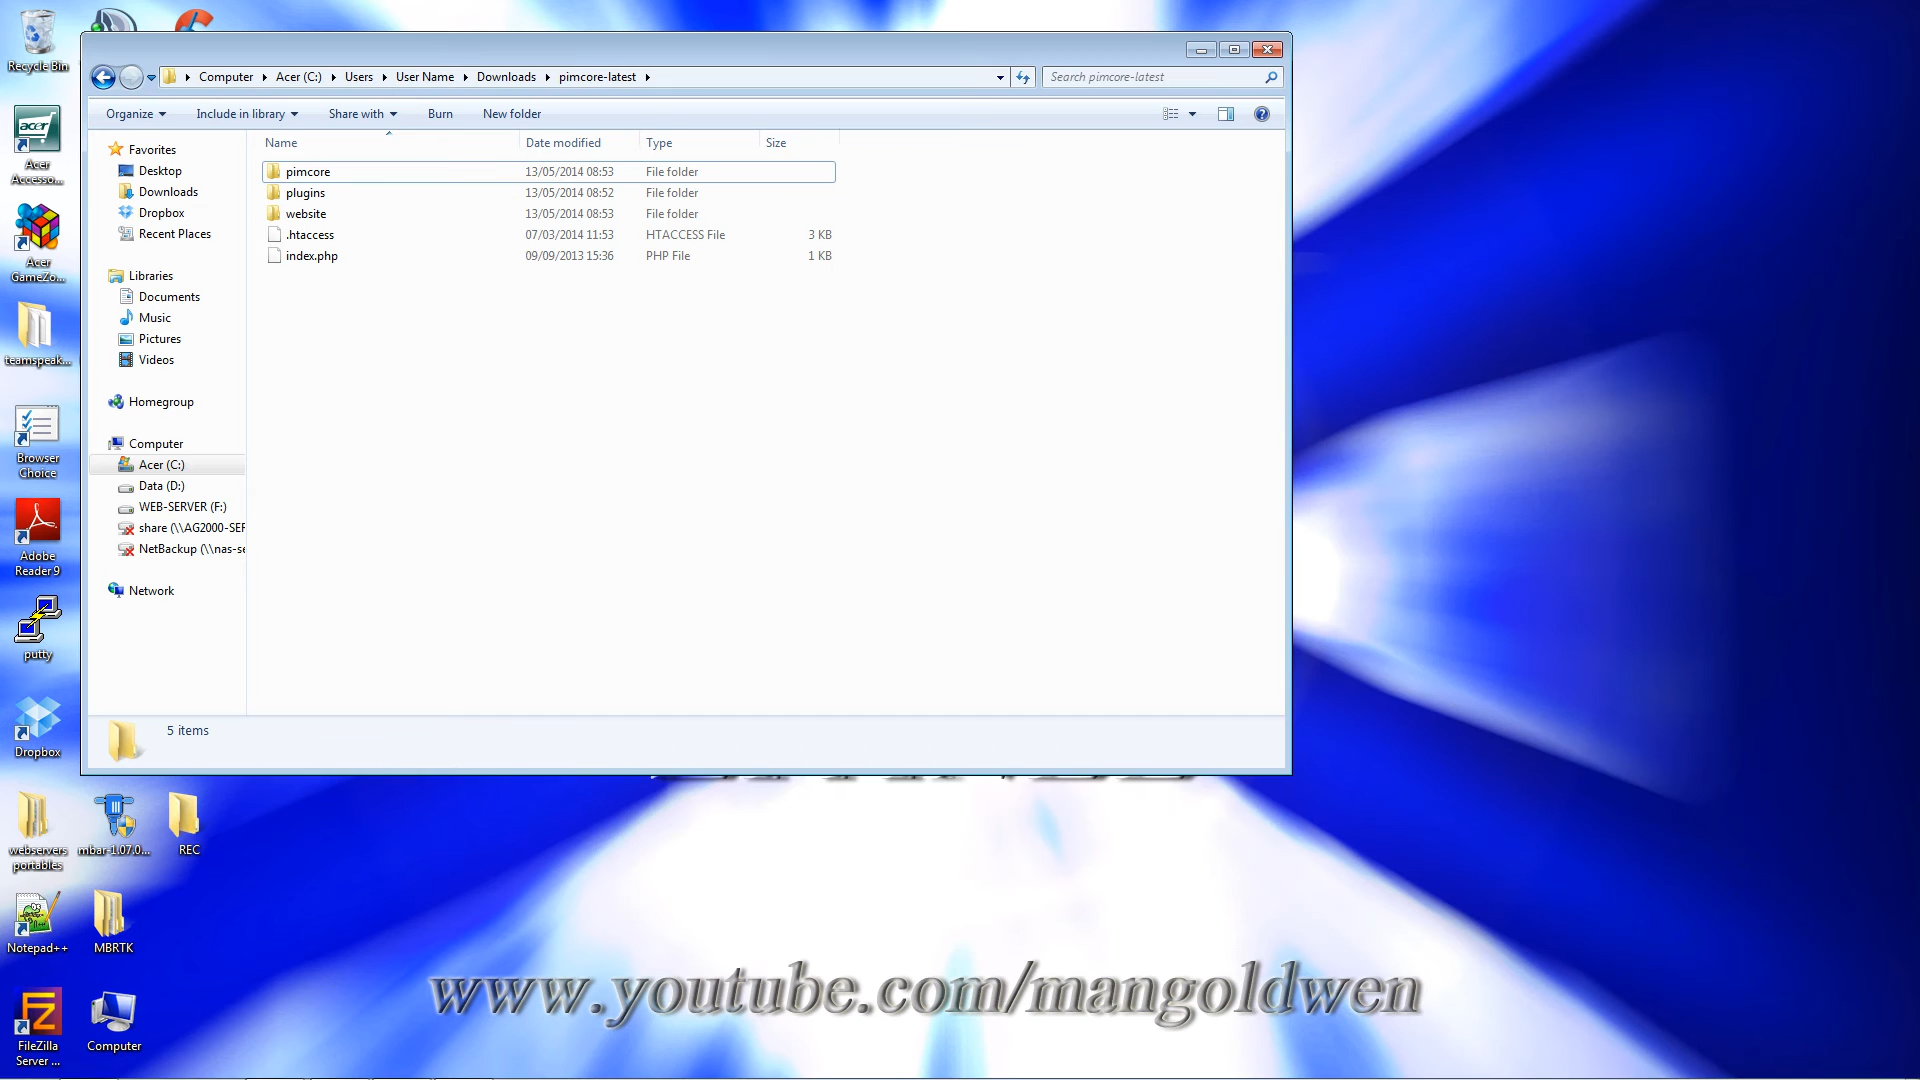 Recycle Bin
Acer
Accesso...
Acer
GameZo...
teamspeak...
Browser
Choice
Adobe
Reader 9
putty
Dropbox
webservers
portables
mbar-1.07.0...
REC
Notepad++
MBRTK
FileZilla
Server ...
Computer
Computer Acer (C:) Users User Name Downloads pimcore-latest
Search pimcore-latest
Organize Include in library Share with Burn New folder
Favorites
Desktop
Downloads
Dropbox
Recent Places
Libraries
Documents
Music
Pictures
Videos
Homegroup
Computer
Acer (C:)
Data (D:)
WEB-SERVER (F:)
share (\\AG2000-SER
NetBackup (\\nas-se
Network
Name Date modified Type Size
pimcore 13/05/2014 08:53 File folder
plugins 13/05/2014 08:52 File folder
website 13/05/2014 08:53 File folder
.htaccess 07/03/2014 11:53 HTACCESS File 3 KB
index.php 09/09/2013 15:36 PHP File 1 KB
5 items
www.youtube.com/mangoldwen